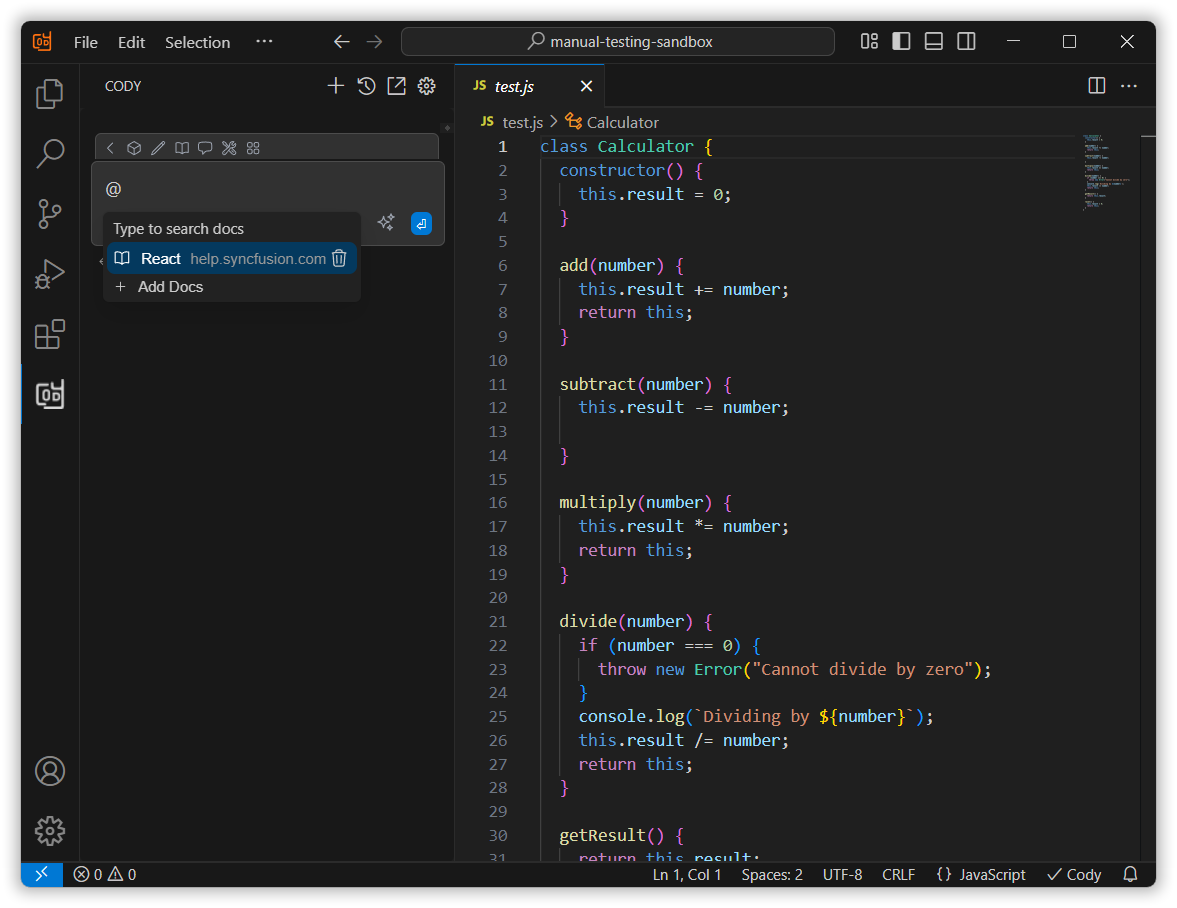 File Edit Selection ··· manual-testing-sandbox
CODY
@
Type to search docs
React help.syncfusion.com
+ Add Docs
JS test.js
JS test.js > Calculator
1 class Calculator {
2 constructor() {
3 this.result = 0;
4 }
5
6 add(number) {
7 this.result += number;
8 return this;
9 }
10
11 subtract(number) {
12 this.result -= number;
13
14 }
15
16 multiply(number) {
17 this.result *= number;
18 return this;
19 }
20
21 divide(number) {
22 if (number === 0) {
23 throw new Error("Cannot divide by zero");
24 }
25 console.log(`Dividing by ${number}`);
26 this.result /= number;
27 return this;
28 }
29
30 getResult() {
31 return this.result;
0 0 Ln 1, Col 1 Spaces: 2 UTF-8 CRLF {} JavaScript Cody